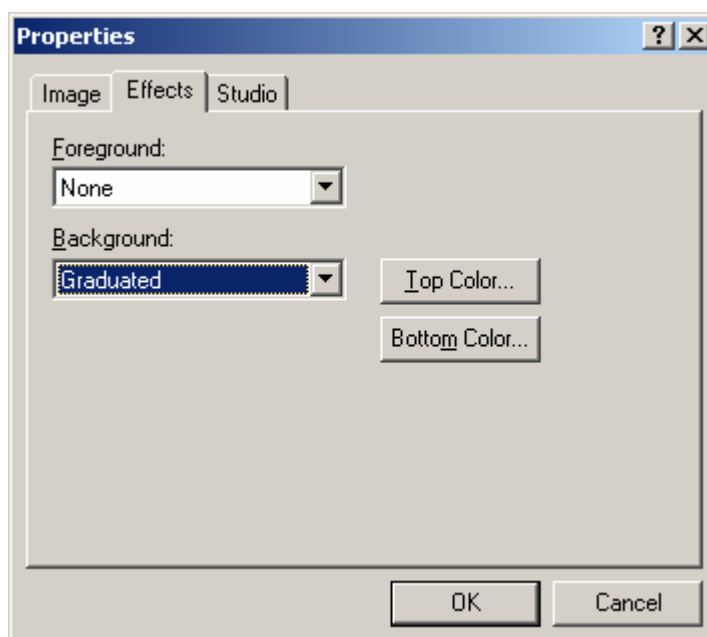 Properties
Image Effects Studio
Foreground:
None
Background:
Graduated
Top Color...
Bottom Color...
OK Cancel